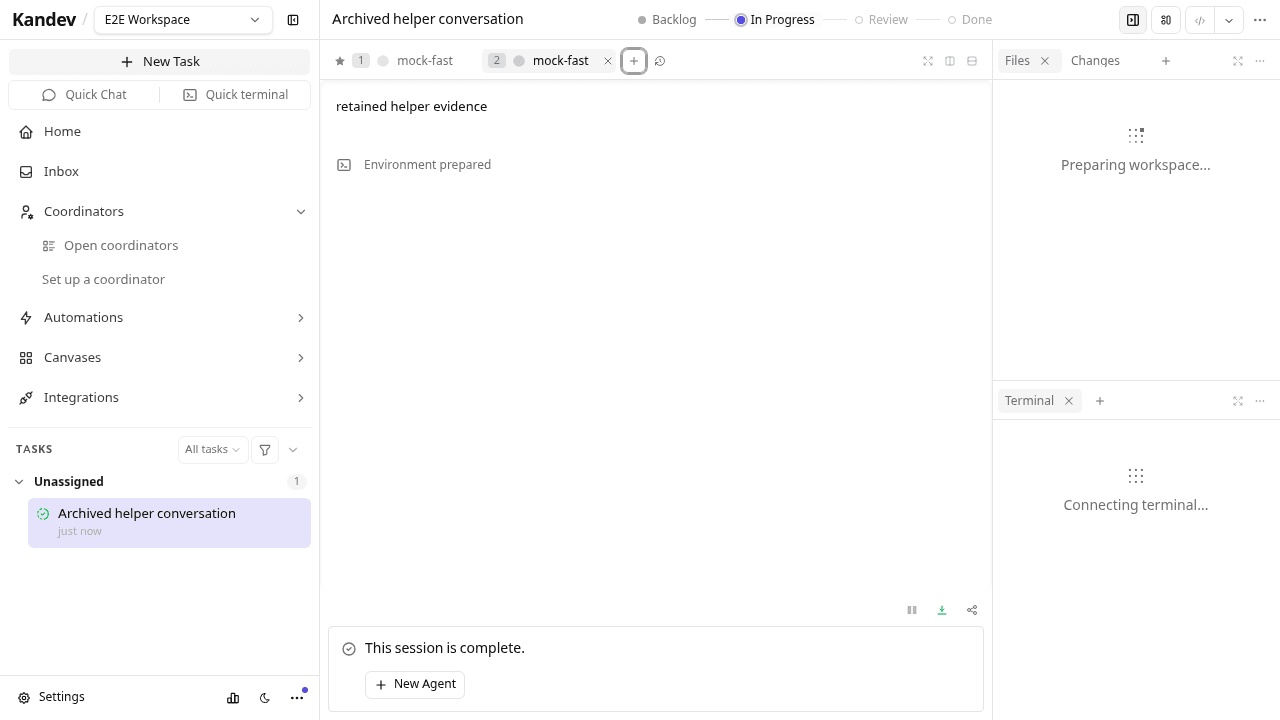 Kandev / E2E Workspace
New Task
Quick Chat
Quick terminal
Home
Inbox
Coordinators
Open coordinators
Set up a coordinator
Automations
Canvases
Integrations
TASKS
All tasks
Unassigned
1
Archived helper conversation
just now
Settings
Archived helper conversation
Backlog
In Progress
Review
Done
1 mock-fast
2 mock-fast
retained helper evidence
Environment prepared
This session is complete.
New Agent
Files
Changes
Preparing workspace...
Terminal
Connecting terminal...